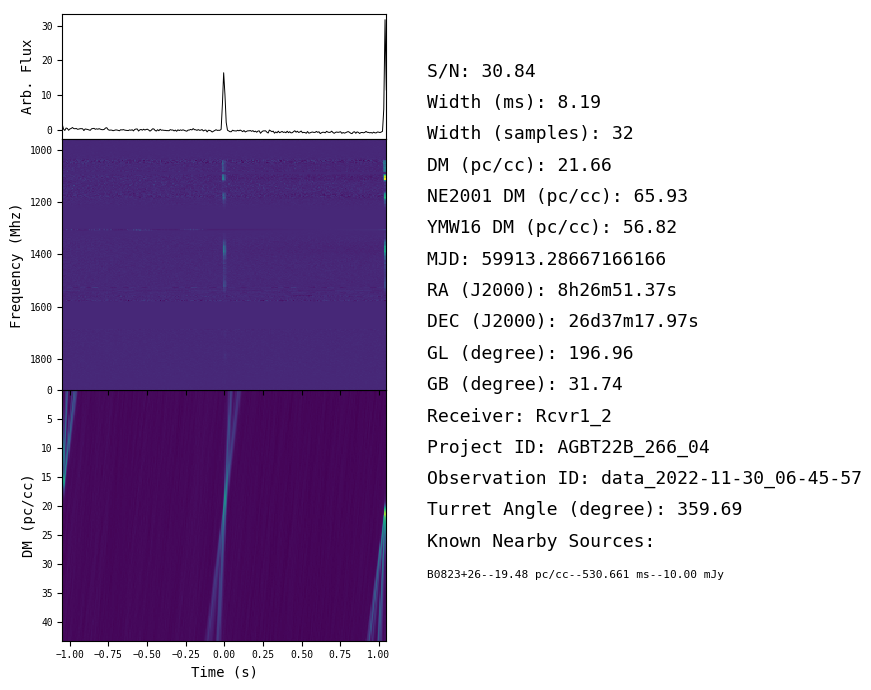 30
20
10
0
Arb. Flux
1000
1200
1400
1600
1800
Frequency (Mhz)
0
5
10
15
20
25
30
35
40
DM (pc/cc)
−1.00 −0.75 −0.50 −0.25 0.00 0.25 0.50 0.75 1.00
Time (s)
S/N: 30.84
Width (ms): 8.19
Width (samples): 32
DM (pc/cc): 21.66
NE2001 DM (pc/cc): 65.93
YMW16 DM (pc/cc): 56.82
MJD: 59913.28667166166
RA (J2000): 8h26m51.37s
DEC (J2000): 26d37m17.97s
GL (degree): 196.96
GB (degree): 31.74
Receiver: Rcvr1_2
Project ID: AGBT22B_266_04
Observation ID: data_2022-11-30_06-45-57
Turret Angle (degree): 359.69
Known Nearby Sources:
B0823+26--19.48 pc/cc--530.661 ms--10.00 mJy